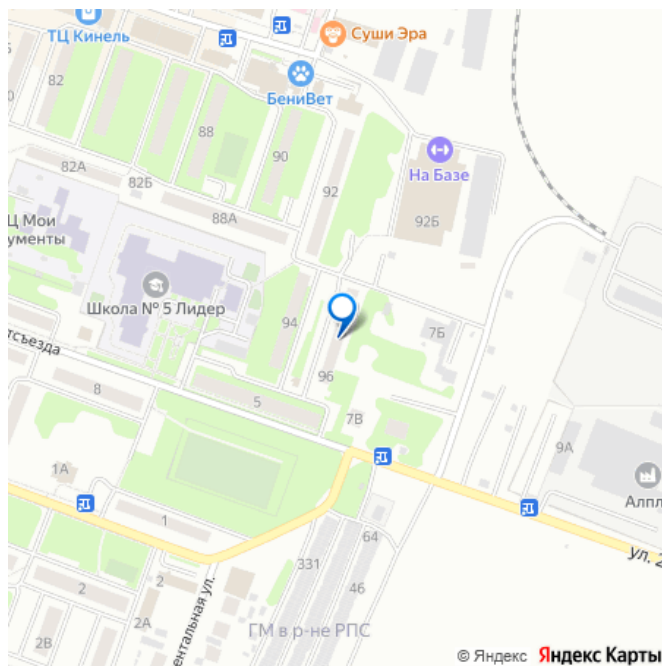 ТЦ Кинель
Суши Эра
82
БениВет
88
90
82А
82Б
92
На Базе
88А
92Б
Ц Мои
ументы
Школа № 5 Лидер
94
7Б
тсъезда
96
8
5
7В
9А
1А
Алпл
1
64
ул. 2
331
2
46
ентальная ул.
2А
2В
ГМ в р-не РПС
© Яндекс Яндекс Карты